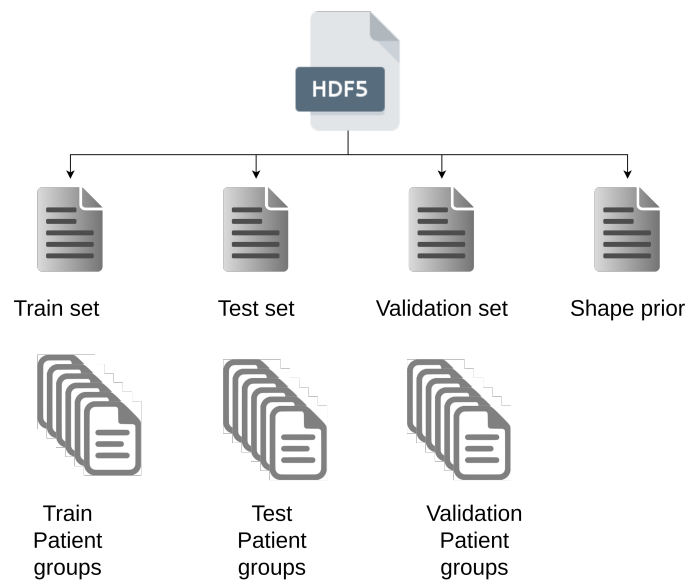 HDF5
Train set
Test set
Validation set
Shape prior
Train
Patient
groups
Test
Patient
groups
Validation
Patient
groups